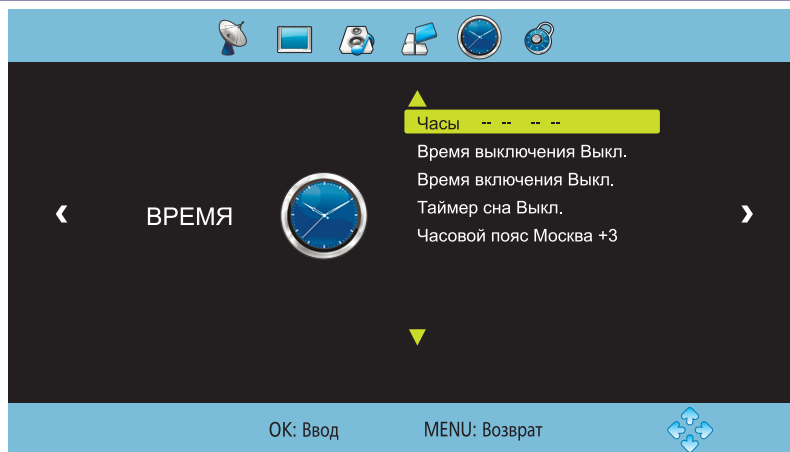 Часы -- -- -- --
Время выключения Выкл.
Время включения Выкл.
Таймер сна Выкл.
Часовой пояс Москва +3
ВРЕМЯ
OK: Ввод MENU: Возврат